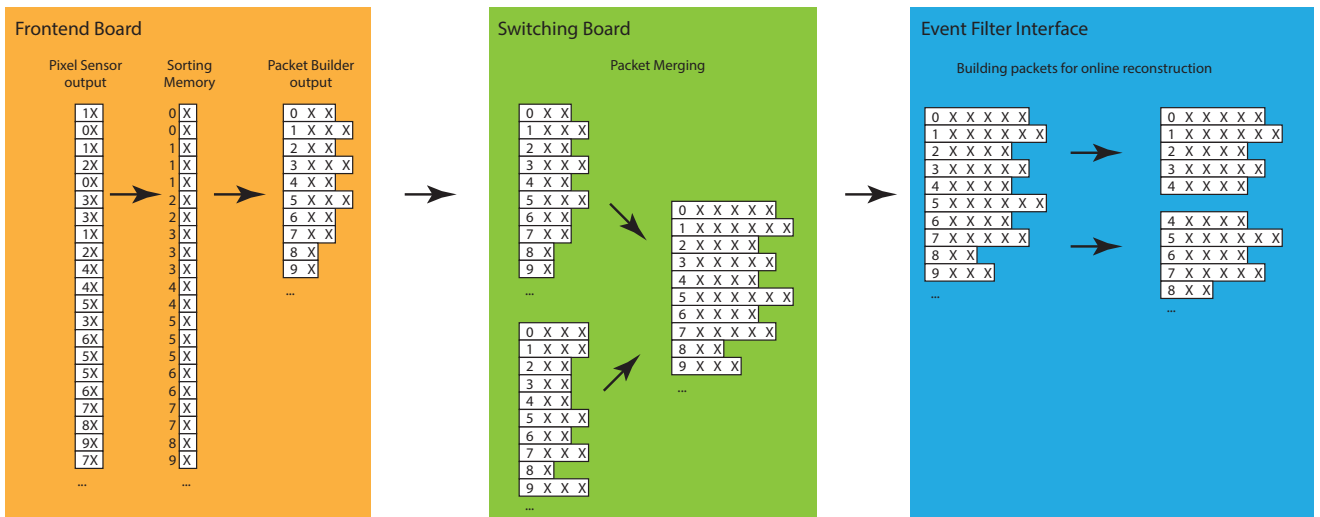 Frontend Board
Pixel Sensor
output
1X
0X
1X
2X
0X
3X
3X
1X
2X
4X
4X
5X
3X
6X
5X
5X
6X
7X
8X
9X
7X
...
Sorting
Memory
0 X
0 X
1 X
1 X
1 X
2 X
2 X
3 X
3 X
3 X
4 X
4 X
5 X
5 X
5 X
6 X
6 X
7 X
7 X
8 X
9 X
...
Packet Builder
output
0 X X
1 X X X
2 X X
3 X X X
4 X X
5 X X X
6 X X
7 X X
8 X
9 X
...
Switching Board
Packet Merging
0 X X
1 X X X
2 X X
3 X X X
4 X X
5 X X X
6 X X
7 X X
8 X
9 X
...
0 X X X
1 X X X
2 X X
3 X X
4 X X
5 X X X
6 X X
7 X X X
8 X
9 X X X
...
0 X X X X X
1 X X X X X X
2 X X X X
3 X X X X X
4 X X X X
5 X X X X X X
6 X X X X
7 X X X X X
8 X X
9 X X X
...
Event Filter Interface
Building packets for online reconstruction
0 X X X X X
1 X X X X X X
2 X X X X
3 X X X X X
4 X X X X
5 X X X X X X
6 X X X X
7 X X X X X
8 X X
9 X X X
...
0 X X X X X
1 X X X X X X
2 X X X X
3 X X X X X
4 X X X X
4 X X X X
5 X X X X X X
6 X X X X
7 X X X X X
8 X X
...